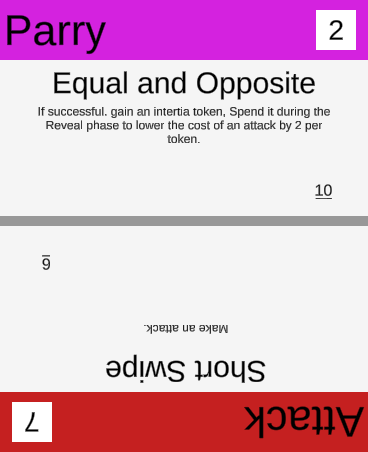 Parry
2
Equal and Opposite
If successful. gain an intertia token, Spend it during the
Reveal phase to lower the cost of an attack by 2 per
token.
10
Attack
7
Short Swipe
Make an attack.
6